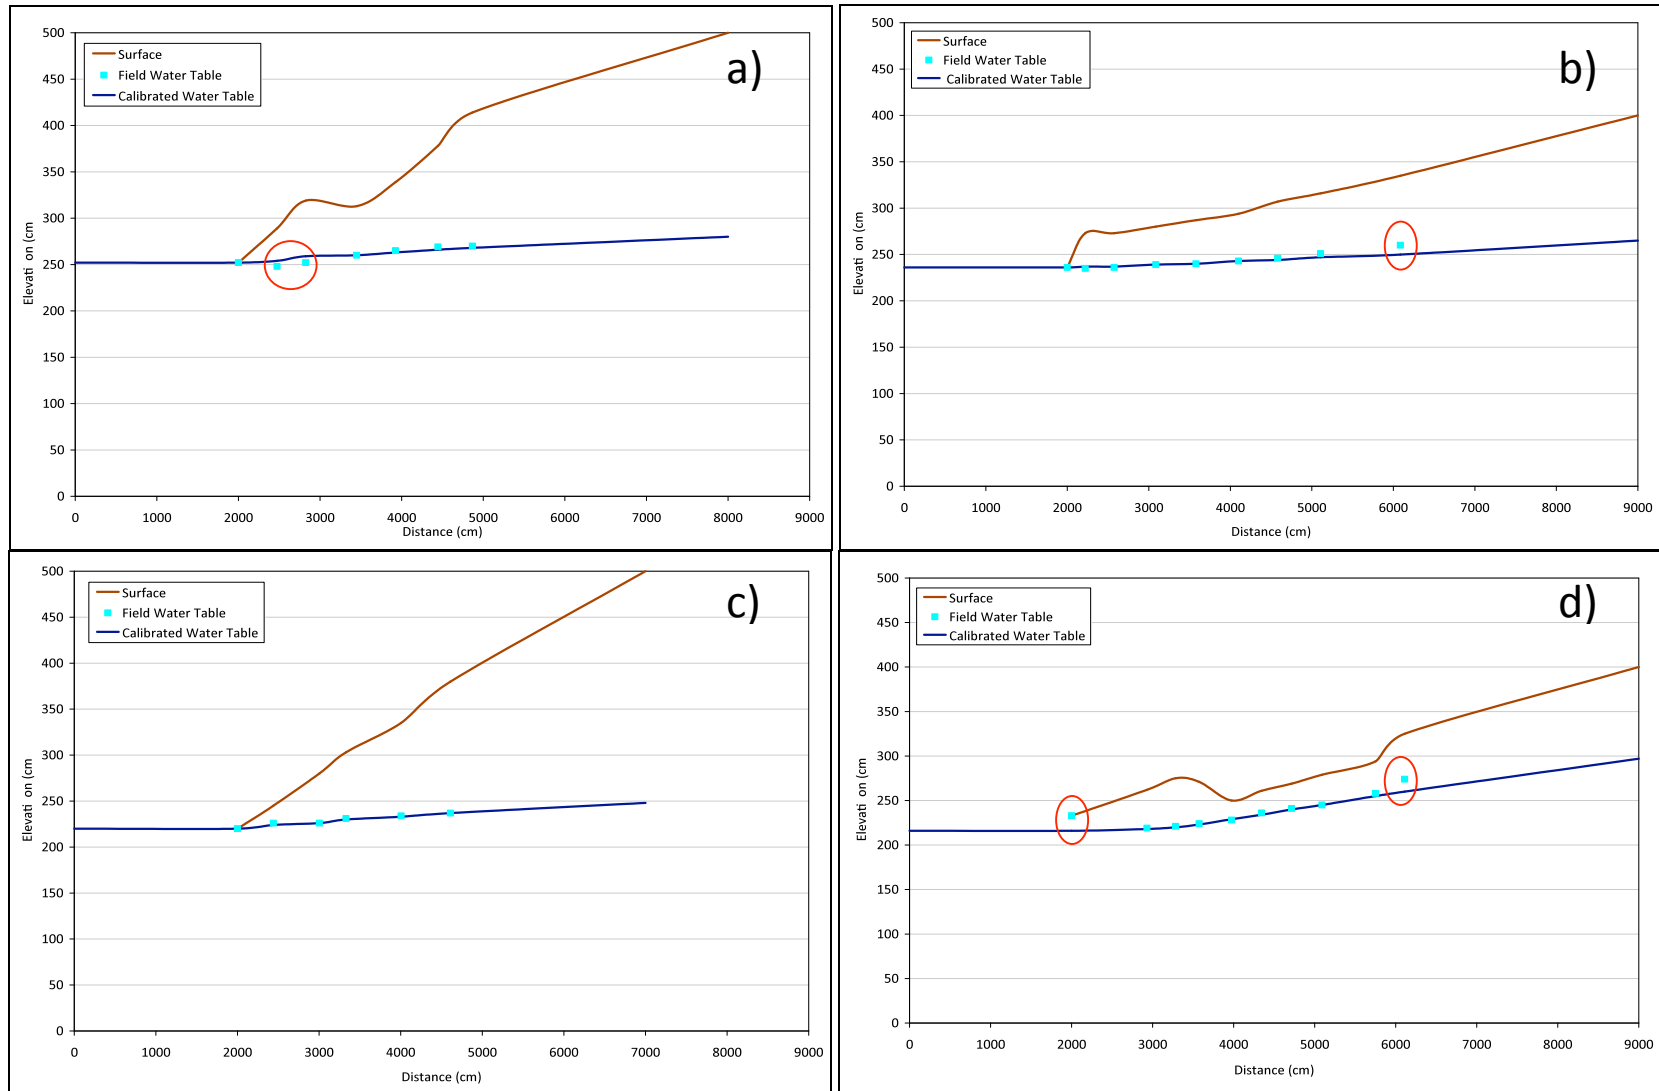 a)
Surface
Field Water Table
Calibrated Water Table
Elevati on (cm
500
450
400
350
300
250
200
150
100
50
0
0 1000 2000 3000 4000 5000 6000 7000 8000 9000
Distance (cm)
b)
Surface
Field Water Table
Calibrated Water Table
Elevati on (cm
500
450
400
350
300
250
200
150
100
50
0
0 1000 2000 3000 4000 5000 6000 7000 8000 9000
Distance (cm)
c)
Surface
Field Water Table
Calibrated Water Table
Elevati on (cm
500
450
400
350
300
250
200
150
100
50
0
0 1000 2000 3000 4000 5000 6000 7000 8000 9000
Distance (cm)
d)
Surface
Field Water Table
Calibrated Water Table
Elevati on (cm
500
450
400
350
300
250
200
150
100
50
0
0 1000 2000 3000 4000 5000 6000 7000 8000 9000
Distance (cm)